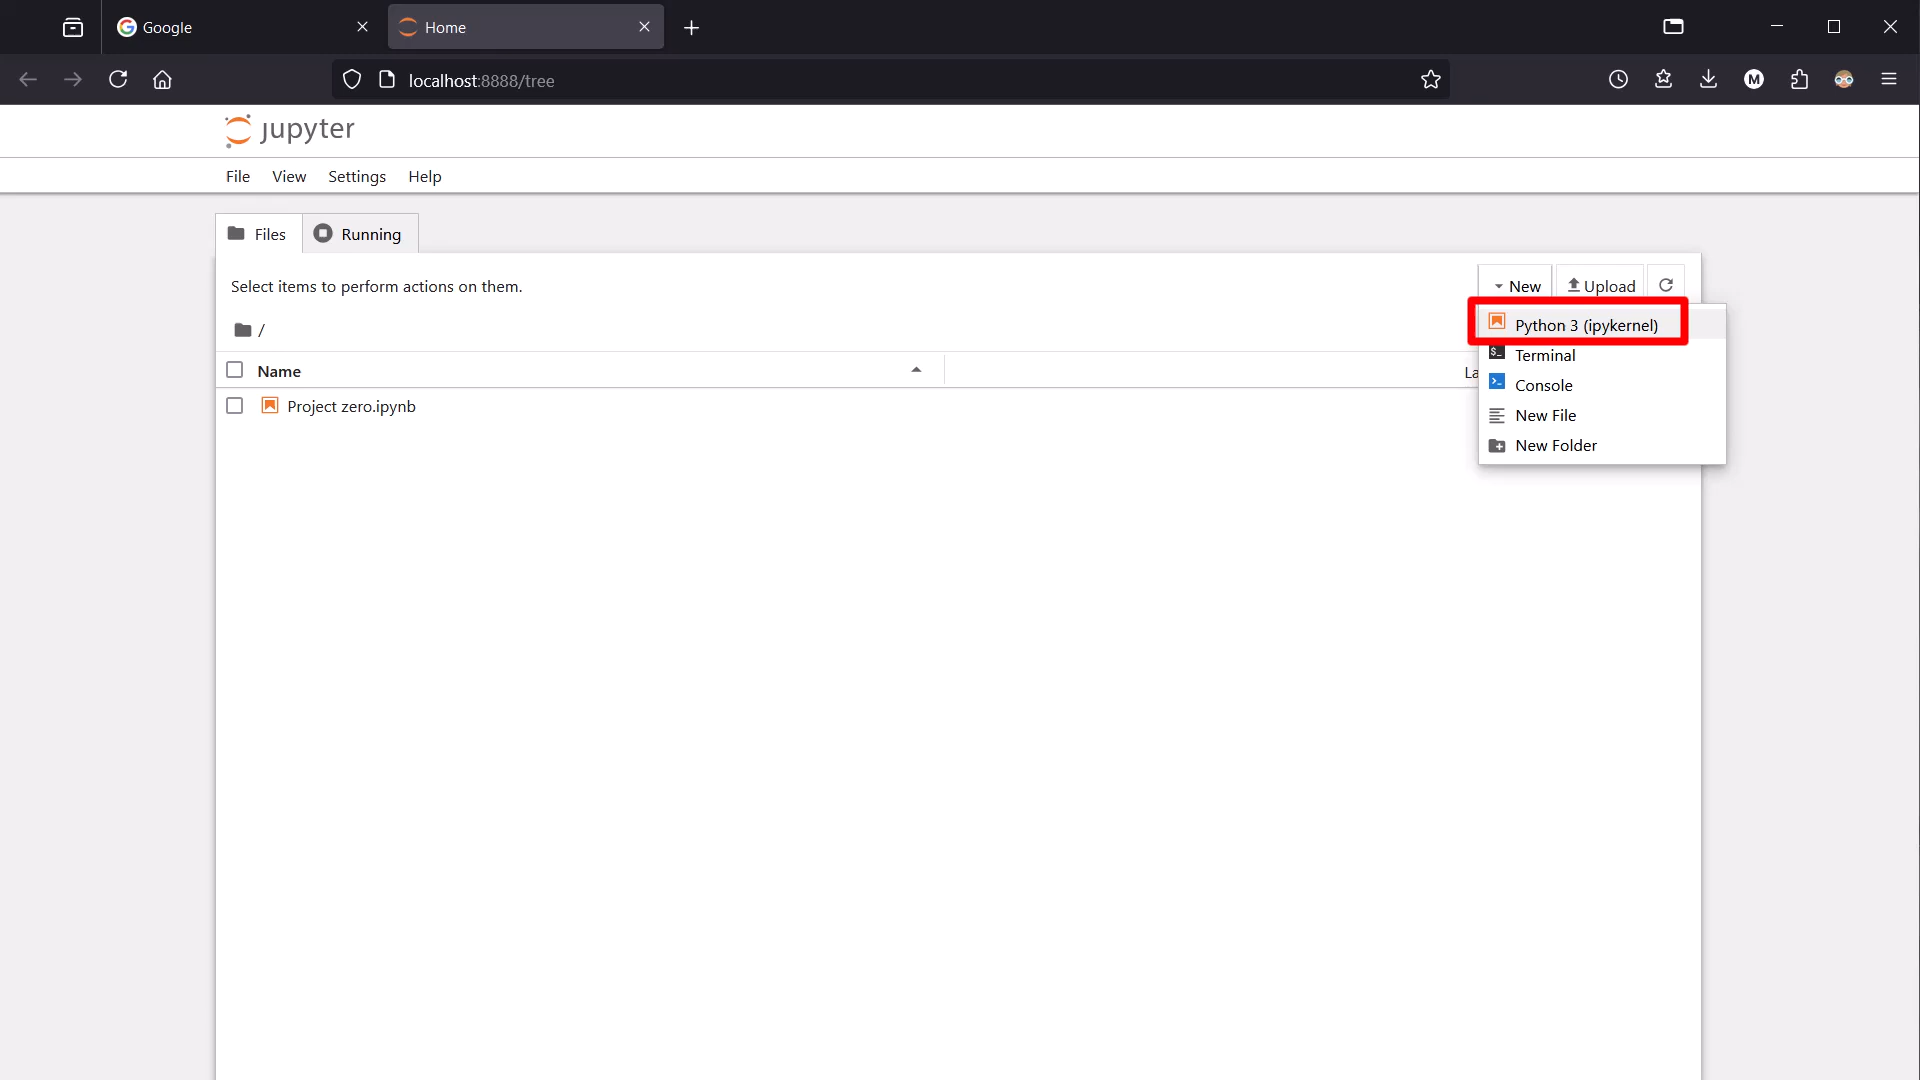 Google
Home
localhost:8888/tree
M
jupyter
File View Settings Help
Files Running
Select items to perform actions on them.
New Upload
/
Python 3 (ipykernel)
Terminal
Name La
Console
Project zero.ipynb
New File
New Folder